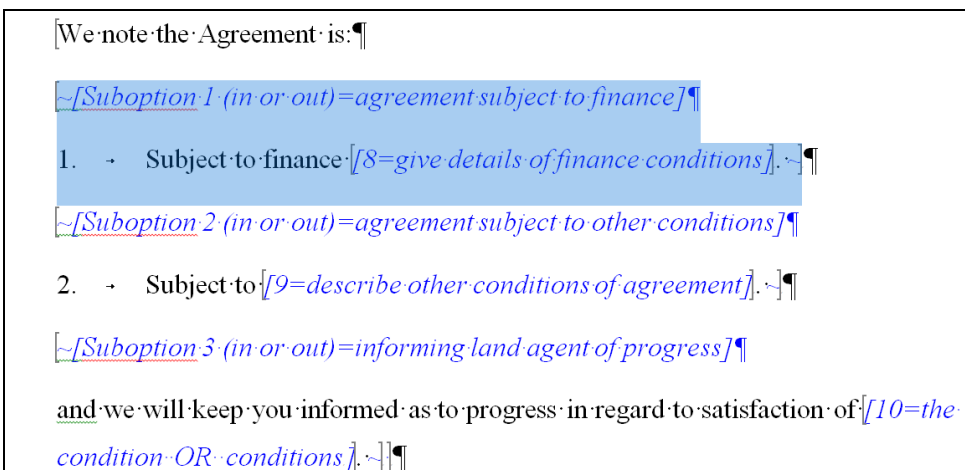 We note the Agreement is:¶
~[Suboption 1 (in or out)=agreement subject to finance]¶
1. → Subject to finance [8=give details of finance conditions]. ~¶
~[Suboption 2 (in or out)=agreement subject to other conditions]¶
2. → Subject to [9=describe other conditions of agreement]. ~¶
~[Suboption 3 (in or out)=informing land agent of progress]¶
and we will keep you informed as to progress in regard to satisfaction of [10=the
condition OR conditions]. ~¶